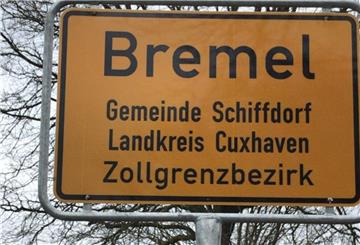 Bremel
Gemeinde Schiffdorf
Landkreis Cuxhaven
Zollgrenzbezirk